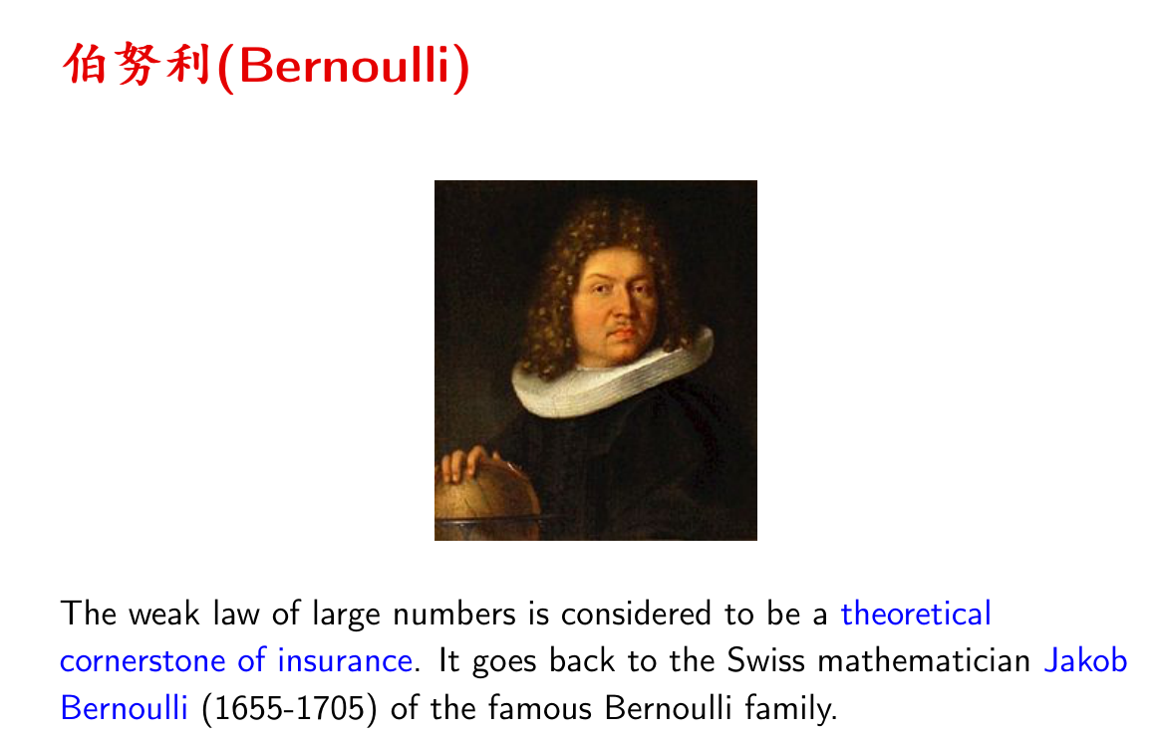 伯努利(Bernoulli)
The weak law of large numbers is considered to be a theoretical
cornerstone of insurance. It goes back to the Swiss mathematician Jakob
Bernoulli (1655-1705) of the famous Bernoulli family.